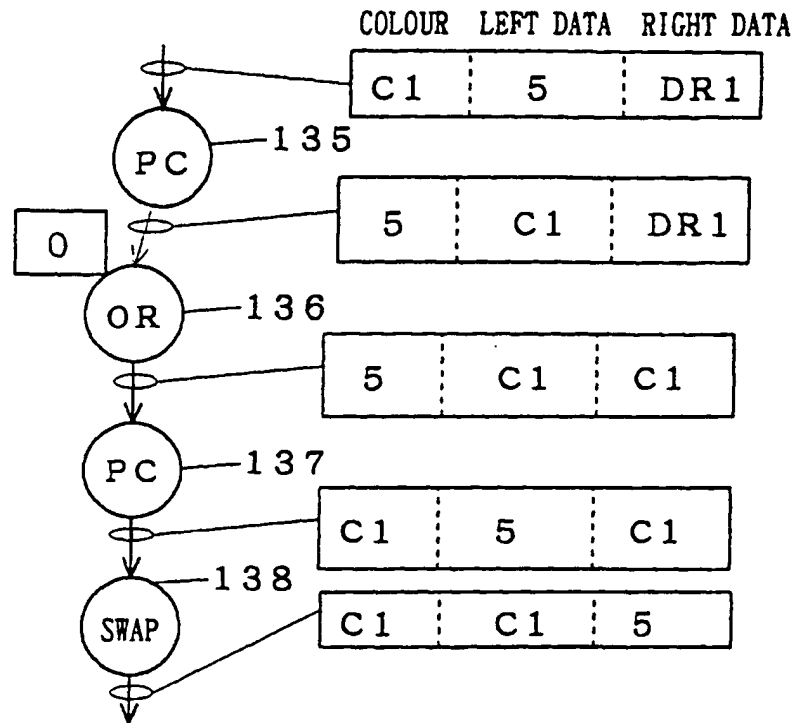 COLOUR LEFT DATA RIGHT DATA
C1 5 DR1
PC 135
5 C1 DR1
0
OR 136
5 C1 C1
PC 137
C1 5 C1
138
SWAP
C1 C1 5